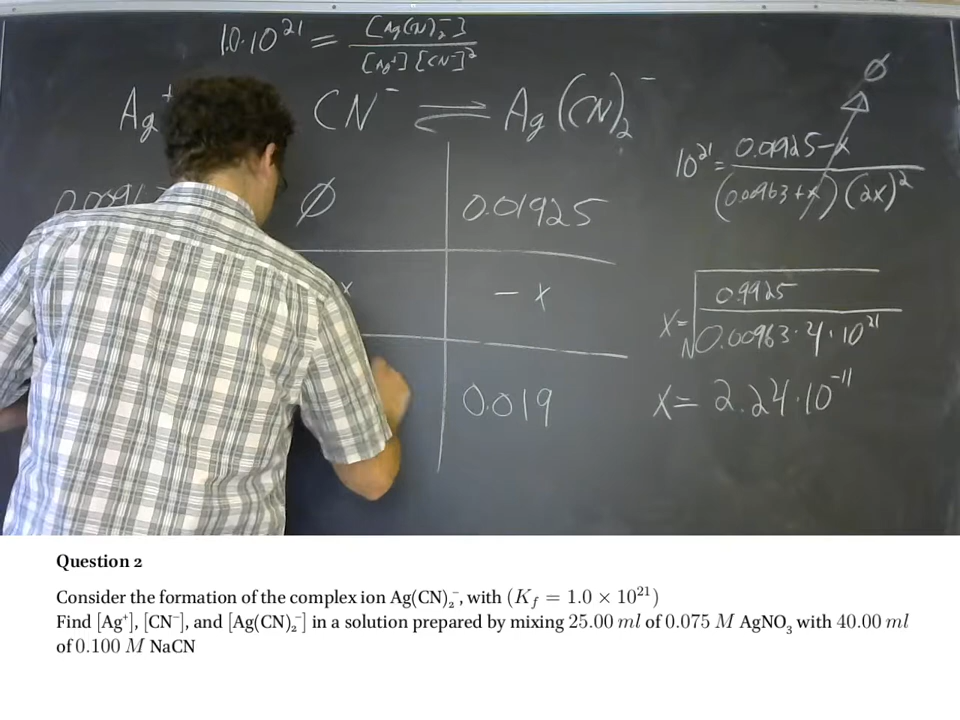 1.0·10²¹ = [Ag(CN)₂⁻] / [Ag⁺][CN⁻]²
Ag⁺ CN⁻ ⇌ Ag(CN)₂⁻
10²¹ = 0.01925-x / (0.00963+x)(2x)² ∅
0.0096 ∅ 0.01925
x - x
x = √ 0.9925 / 0.00963·4·10²¹
0.019
x = 2.24·10⁻¹¹
Question 2
Consider the formation of the complex ion Ag(CN)₂⁻, with (K_f = 1.0 × 10²¹)
Find [Ag⁺], [CN⁻], and [Ag(CN)₂⁻] in a solution prepared by mixing 25.00 ml of 0.075 M AgNO₃ with 40.00 ml
of 0.100 M NaCN